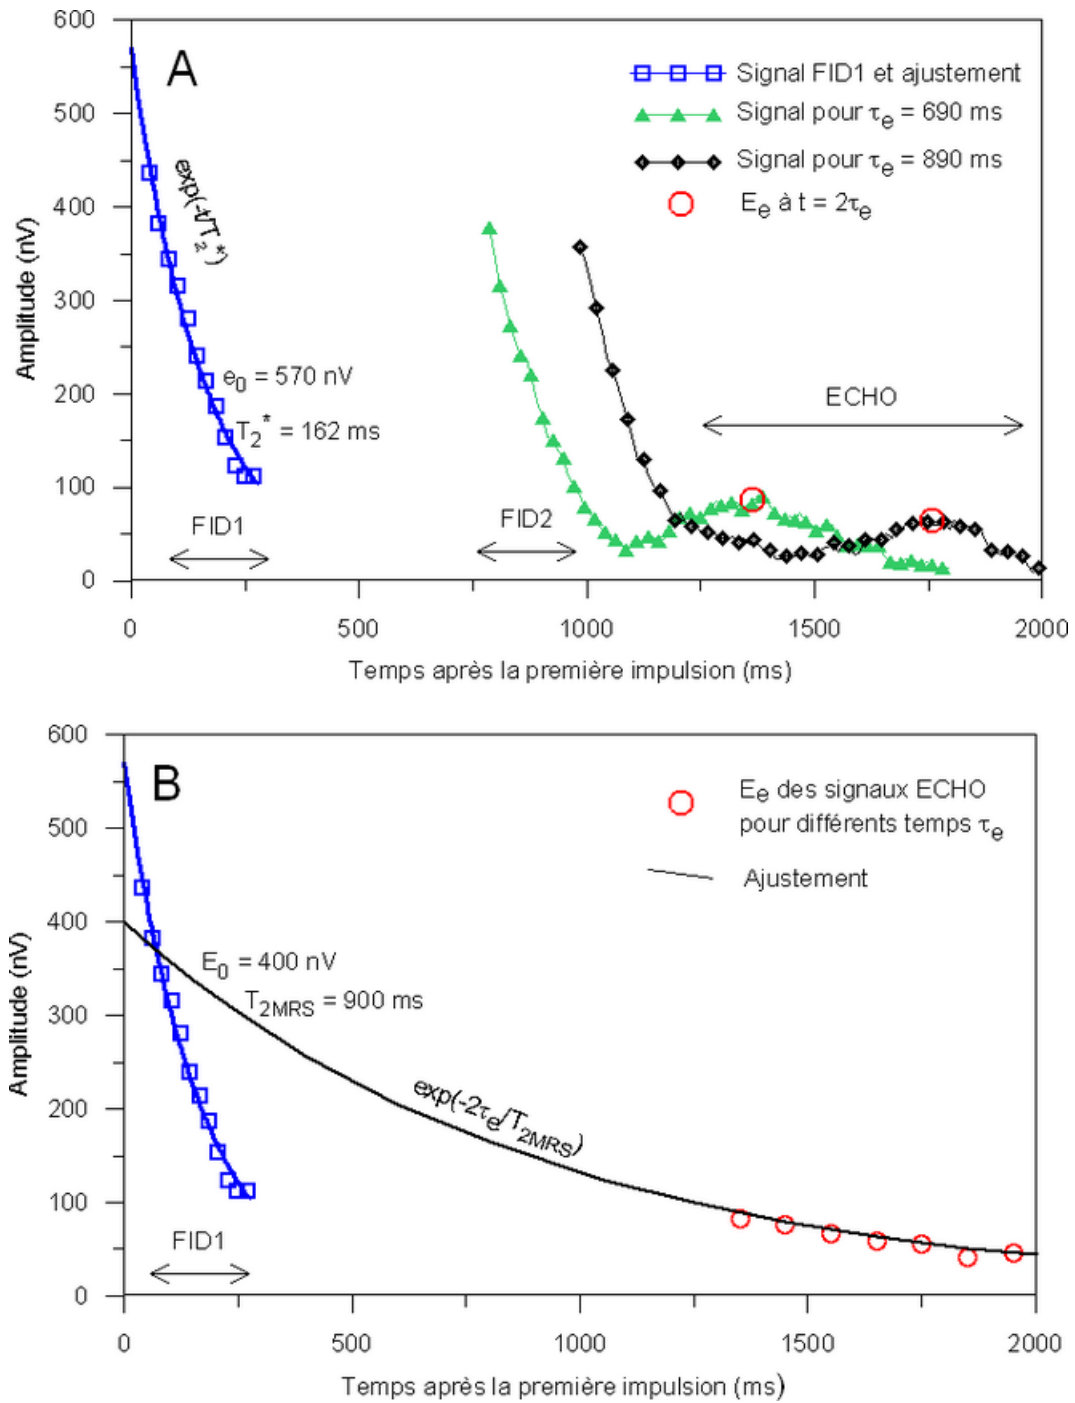 600
500
400
300
200
100
0
Amplitude (nV)
A
exp(-t/T₂*)
e₀ = 570 nV
T₂* = 162 ms
FID1
FID2
ECHO
Signal FID1 et ajustement
Signal pour τₑ = 690 ms
Signal pour τₑ = 890 ms
Eₑ à t = 2τₑ
0 500 1000 1500 2000
Temps après la première impulsion (ms)
600
500
400
300
200
100
0
Amplitude (nV)
B
E₀ = 400 nV
T₂MRS = 900 ms
exp(-2τₑ/T₂MRS)
FID1
Eₑ des signaux ECHO
pour différents temps τₑ
Ajustement
0 500 1000 1500 2000
Temps après la première impulsion (ms)